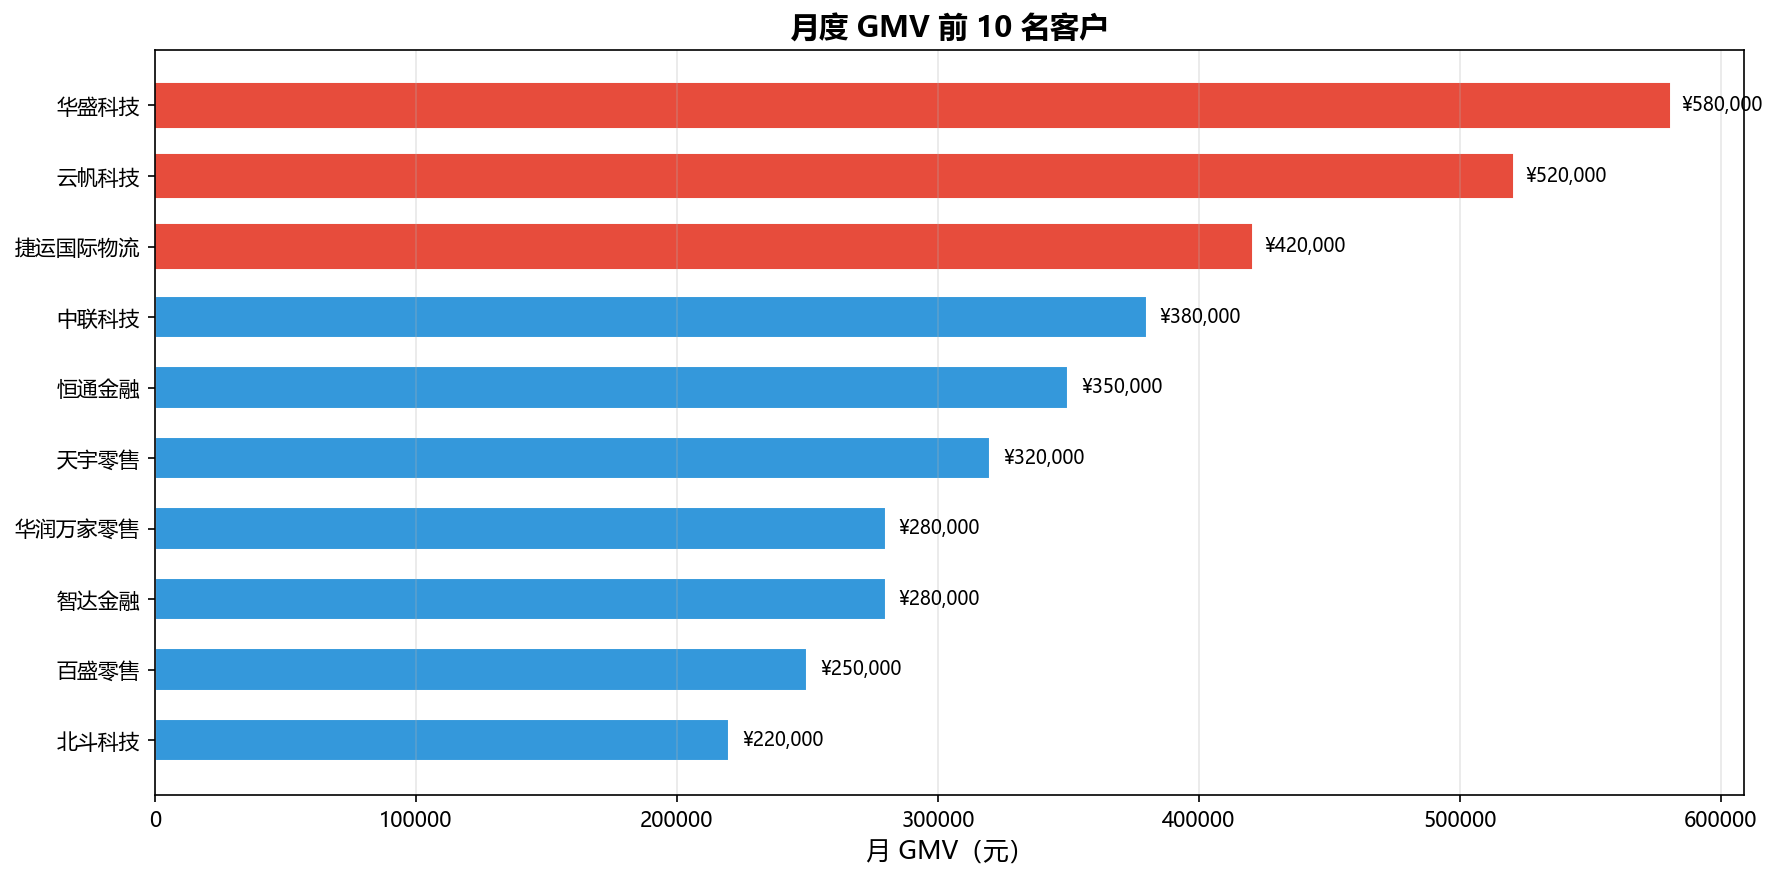 月度 GMV 前 10 名客户
华盛科技 ¥580,000
云帆科技 ¥520,000
捷运国际物流 ¥420,000
中联科技 ¥380,000
恒通金融 ¥350,000
天宇零售 ¥320,000
华润万家零售 ¥280,000
智达金融 ¥280,000
百盛零售 ¥250,000
北斗科技 ¥220,000
0 100000 200000 300000 400000 500000 600000
月 GMV（元）